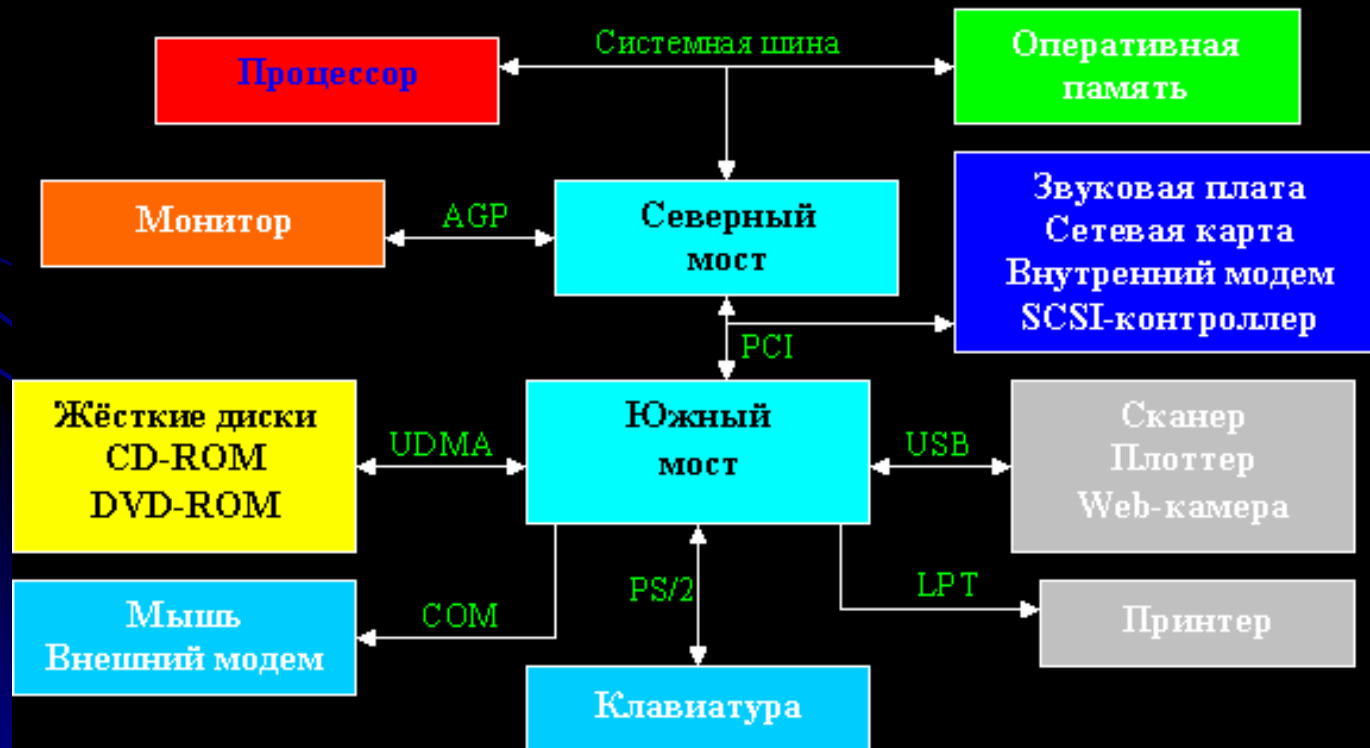 Системная шина
Процессор
Оперативная
память
Монитор
AGP
Северный
мост
Звуковая плата
Сетевая карта
Внутренний модем
SCSI-контроллер
PCI
Жёсткие диски
CD-ROM
DVD-ROM
UDMA
Южный
мост
USB
Сканер
Плоттер
Web-камера
Мышь
Внешний модем
COM
PS/2
LPT
Принтер
Клавиатура